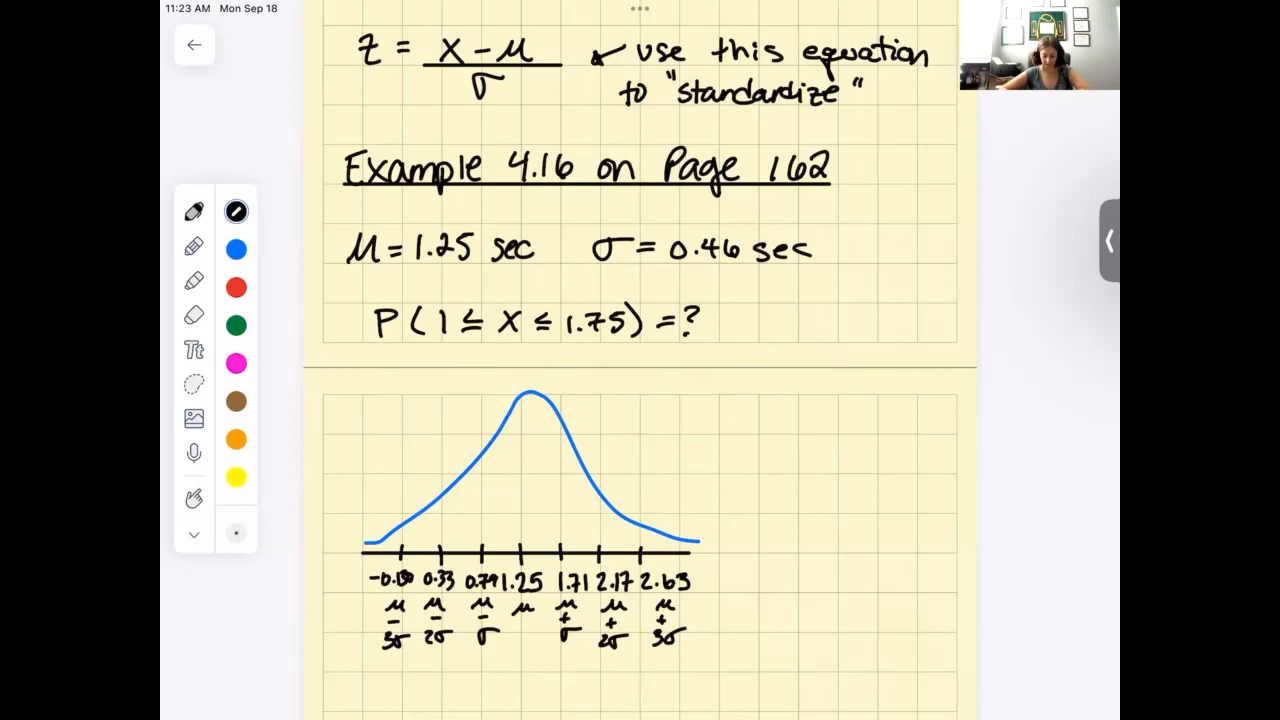 11:23 AM Mon Sep 18
z = x - μ / σ ↙ use this equation
to "standardize"
Example 4.16 on Page 162
μ = 1.25 sec σ = 0.46 sec
P ( 1 ≤ X ≤ 1.75 ) = ?
0.33 0.79 1.25 1.71 2.17 2.63
μ μ μ μ μ μ μ
- - - + + +
3σ 2σ σ σ 2σ 3σ
Tt